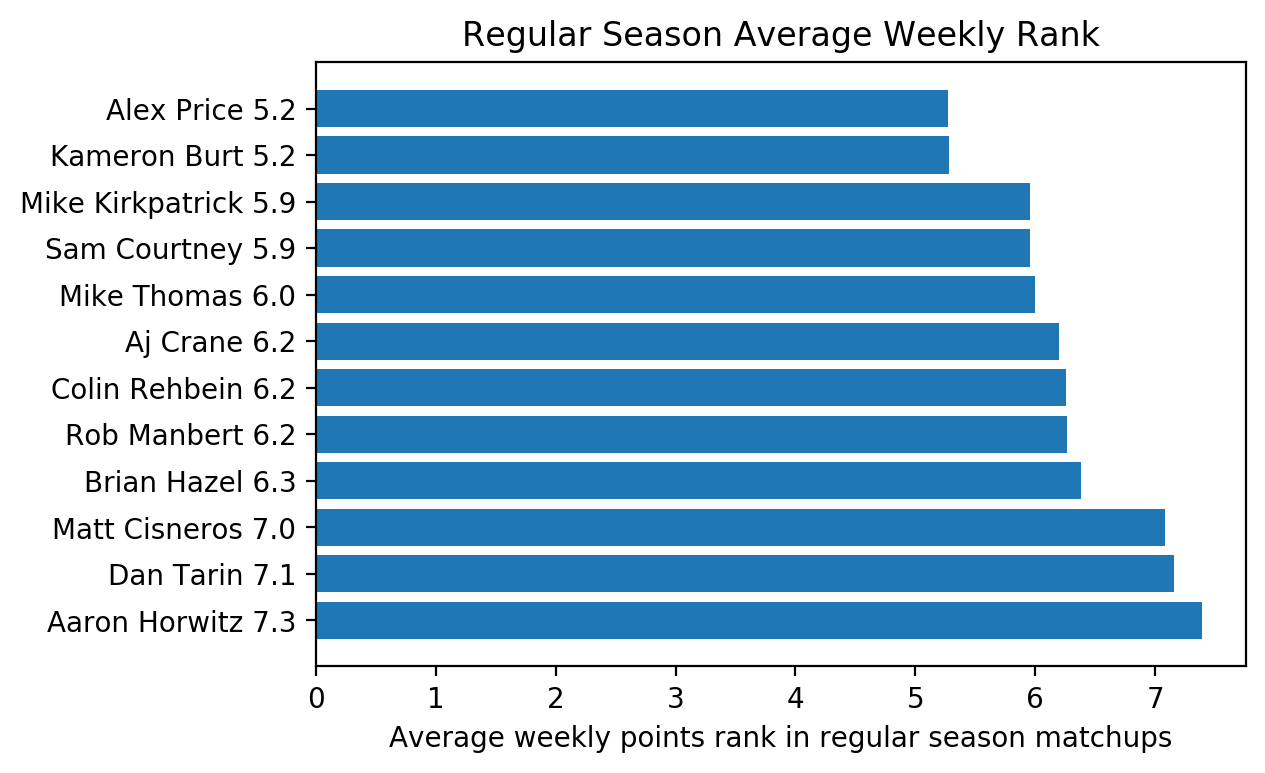 Regular Season Average Weekly Rank
Alex Price 5.2
Kameron Burt 5.2
Mike Kirkpatrick 5.9
Sam Courtney 5.9
Mike Thomas 6.0
Aj Crane 6.2
Colin Rehbein 6.2
Rob Manbert 6.2
Brian Hazel 6.3
Matt Cisneros 7.0
Dan Tarin 7.1
Aaron Horwitz 7.3
0 1 2 3 4 5 6 7
Average weekly points rank in regular season matchups